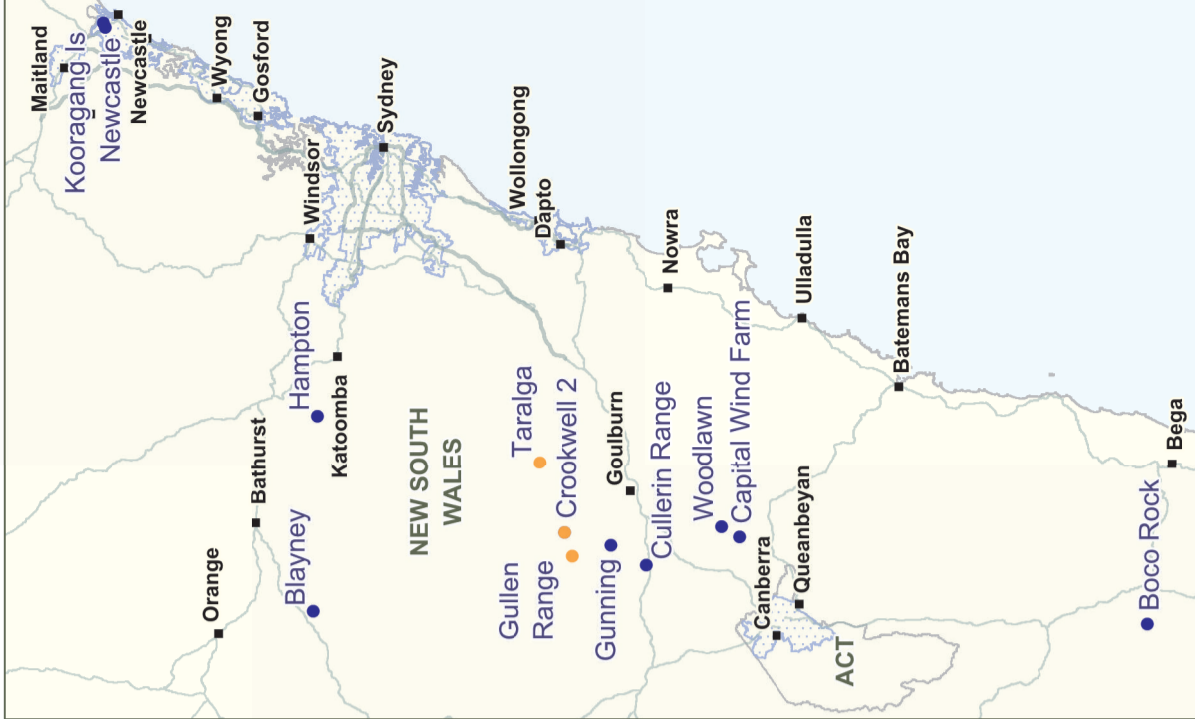 Maitland
Kooragang Is
Newcastle
Newcastle
Wyong
Gosford
Windsor
Sydney
Hampton
Katoomba
Bathurst
Orange
Blayney
NEW SOUTH
WALES
Wollongong
Dapto
Nowra
Taralga
Crookwell 2
Goulburn
Gullen
Range
Gunning
Cullerin Range
Woodlawn
Capital Wind Farm
Ulladulla
Batemans Bay
Canberra
Queanbeyan
ACT
Bega
Boco Rock